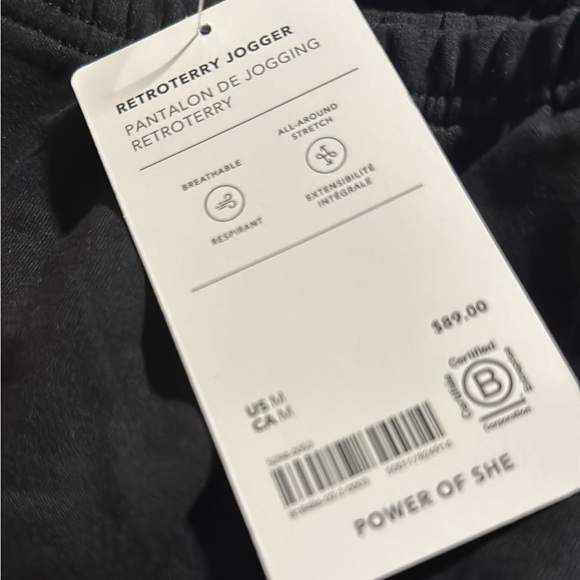 RETROTERRY JOGGER
PANTALON DE JOGGING
RETROTERRY
BREATHABLE
RESPIRANT
ALL-AROUND
STRETCH
EXTENSIBILITÉ
INTÉGRALE
$89.00
US M
CA M
Certified
B
Corporation
POWER OF SHE